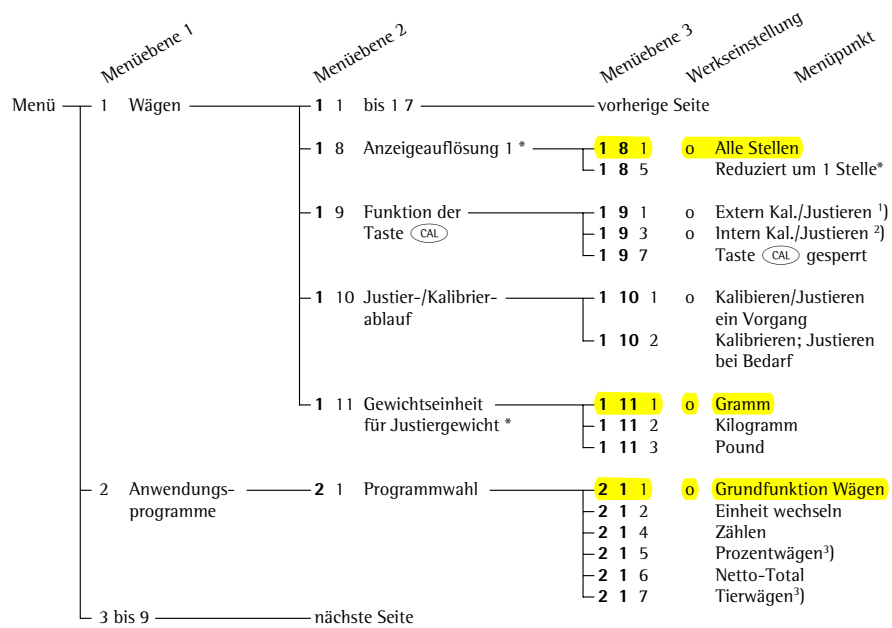 Menüebene 1 Menüebene 2 Menüebene 3 Werkseinstellung Menüpunkt
Menü 1 Wägen 1 1 bis 1 7 vorherige Seite
1 8 Anzeigeauflösung 1 * 1 8 1 o Alle Stellen
1 8 5 Reduziert um 1 Stelle*
1 9 Funktion der 1 9 1 o Extern Kal./Justieren ¹)
Taste CAL 1 9 3 o Intern Kal./Justieren ²)
1 9 7 Taste CAL gesperrt
1 10 Justier-/Kalibrier- 1 10 1 o Kalibieren/Justieren
ablauf ein Vorgang
1 10 2 Kalibrieren; Justieren
bei Bedarf
1 11 Gewichtseinheit 1 11 1 o Gramm
für Justiergewicht * 1 11 2 Kilogramm
1 11 3 Pound
2 Anwendungs- 2 1 Programmwahl 2 1 1 o Grundfunktion Wägen
programme 2 1 2 Einheit wechseln
2 1 4 Zählen
2 1 5 Prozentwägen³)
2 1 6 Netto-Total
2 1 7 Tierwägen³)
3 bis 9 nächste Seite